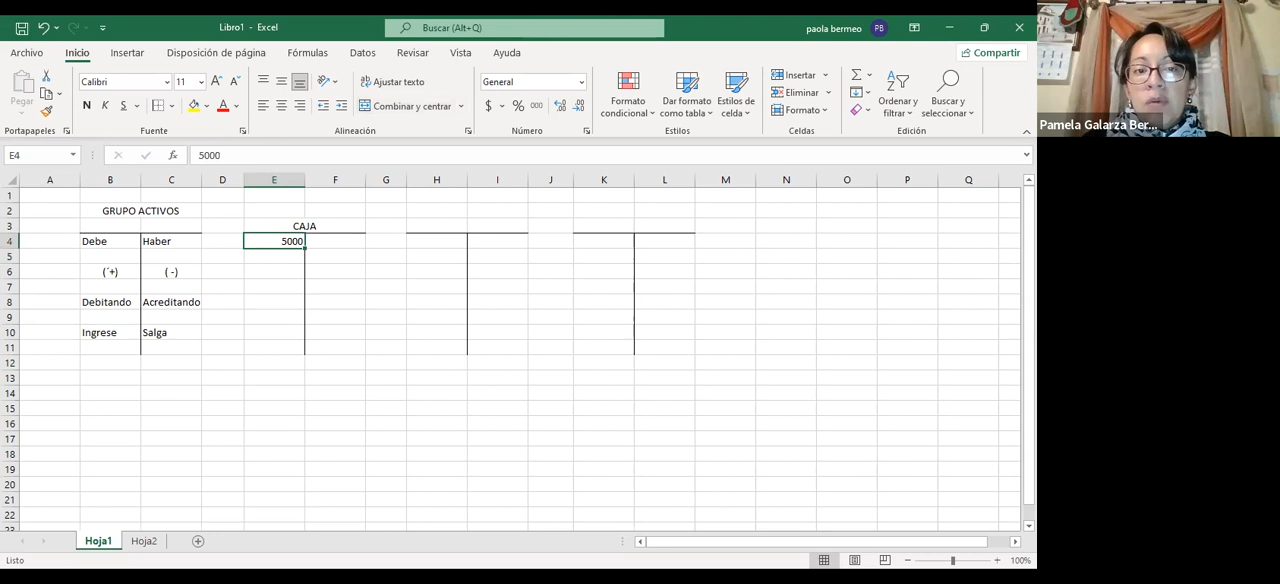 Libro1 - Excel
Buscar (Alt+Q)
paola bermeo
PB
Archivo
Inicio
Insertar
Disposición de página
Fórmulas
Datos
Revisar
Vista
Ayuda
Compartir
Pegar
Calibri
11
A A
N K S
A
Ajustar texto
Combinar y centrar
General
$ % 000
Formato condicional
Dar formato como tabla
Estilos de celda
Insertar
Eliminar
Formato
Ordenar y filtrar
Buscar y seleccionar
Portapapeles
Fuente
Alineación
Número
Estilos
Celdas
Edición
Pamela Galarza Ber...
E4
fx
5000
A B C D E F G H I J K L M N O P Q
1
2 GRUPO ACTIVOS
3 CAJA
4 Debe Haber 5000
5
6 (´+) ( -)
7
8 Debitando Acreditando
9
10 Ingrese Salga
11
12
13
14
15
16
17
18
19
20
21
22
23
Hoja1 Hoja2
Listo
100%